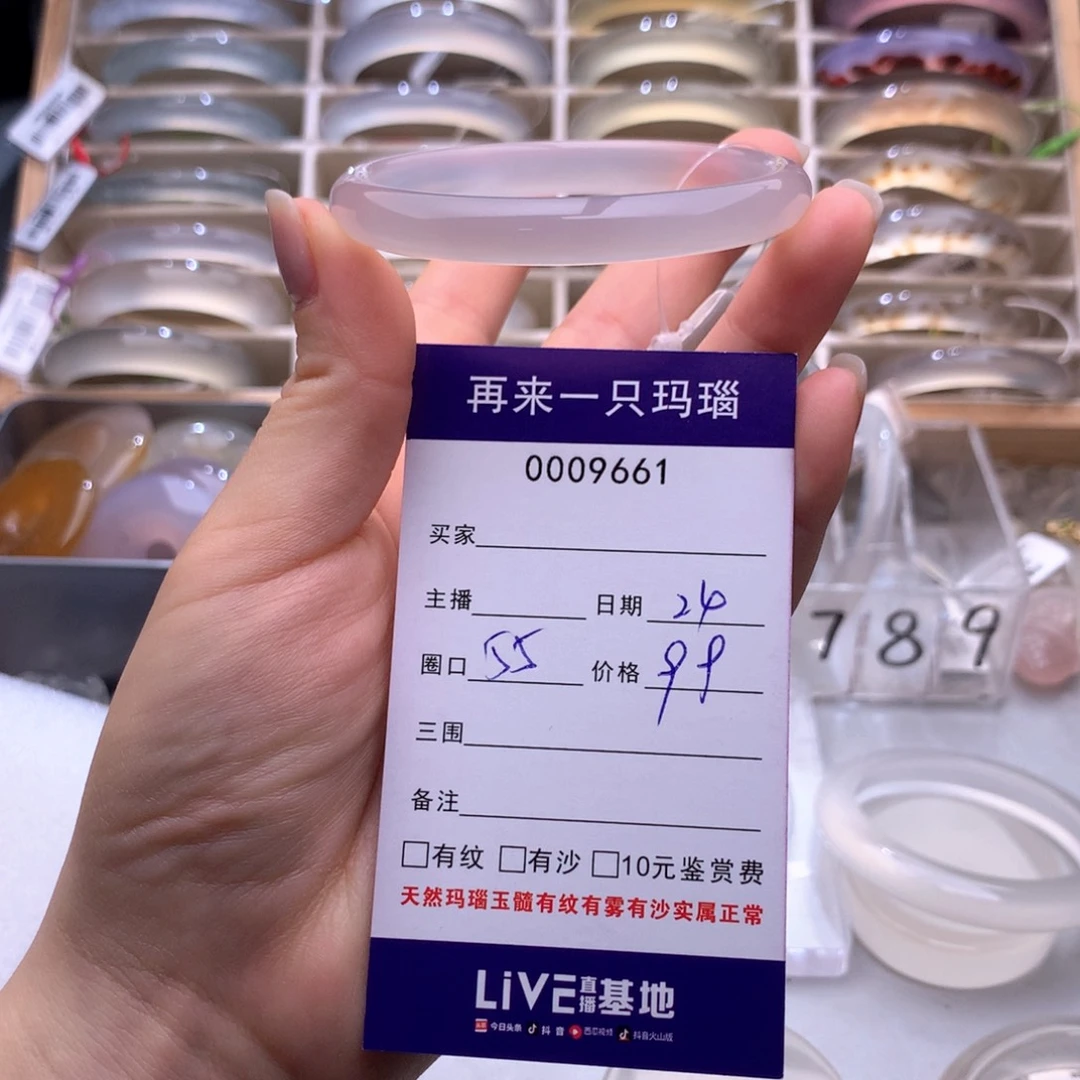 再来一只玛瑙
0009661
买家
主播 日期 24
圈口 55 价格 99
三围
备注
□有纹 □有沙 □10元鉴赏费
天然玛瑙玉髓有纹有雾有沙实属正常
LiVE直播基地
今日头条 抖音 西瓜视频 抖音火山版
7 8 9